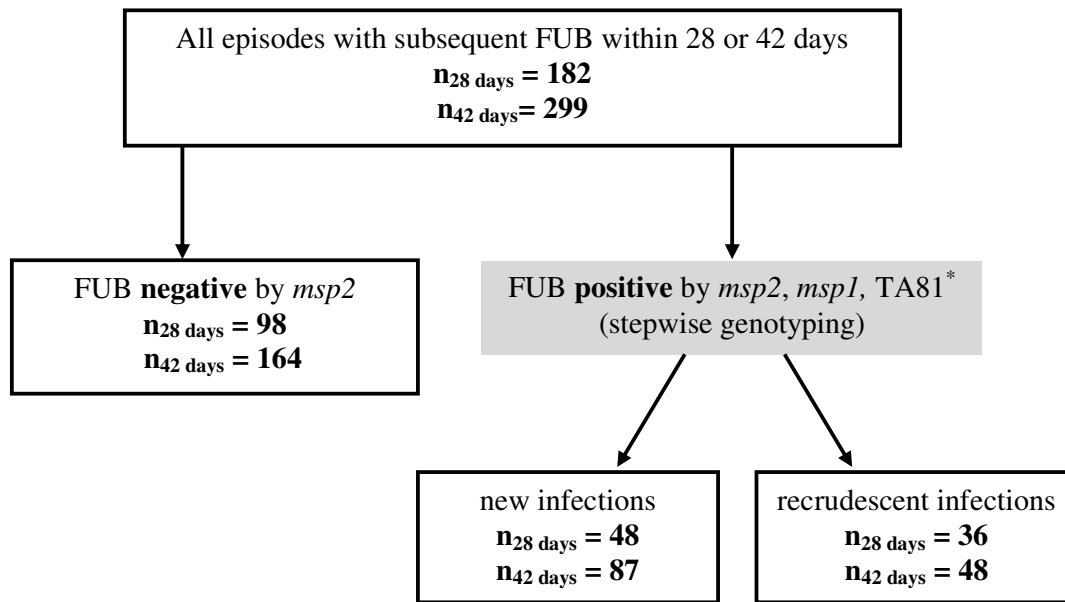 All episodes with subsequent FUB within 28 or 42 days
n28 days = 182
n42 days= 299
FUB negative by msp2
n28 days = 98
n42 days = 164
FUB positive by msp2, msp1, TA81*
(stepwise genotyping)
new infections
n28 days = 48
n42 days = 87
recrudescent infections
n28 days = 36
n42 days = 48